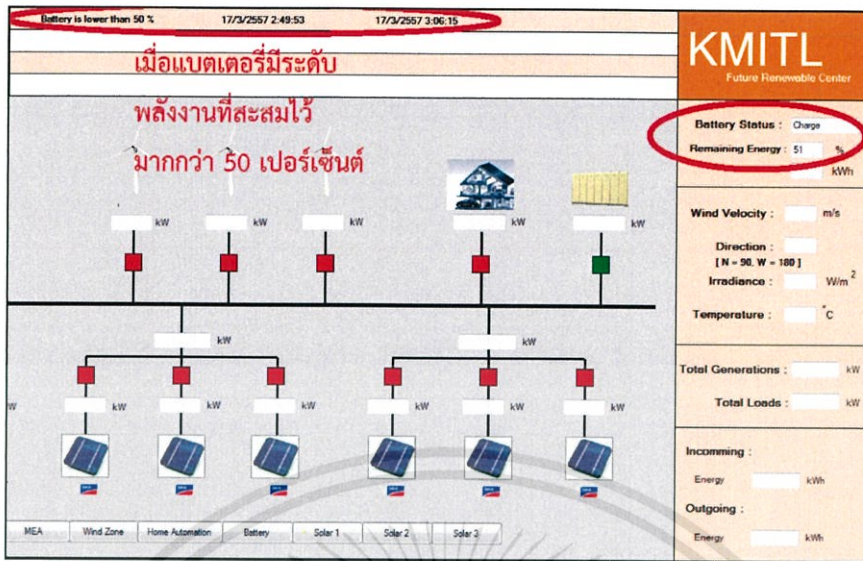 Battery is lower than 50 % 17/3/2557 2:49:53 17/3/2557 3:06:15
เมื่อแบตเตอรี่มีระดับ
พลังงานที่สะสมไว้
มากกว่า 50 เปอร์เซ็นต์
kW kW kW kW kW
kW kW
kW kW kW kW kW kW
MEA Wind Zone Home Automation Battery Solar 1 Solar 2 Solar 3
KMITL
Future Renewable Center
Battery Status : Charge
Remaining Energy : 51 %
kWh
Wind Velocity : m/s
Direction :
[ N = 90, W = 180 ]
Irradiance : W/m2
Temperature : °C
Total Generations : kW
Total Loads : kW
Incomming :
Energy kWh
Outgoing :
Energy kWh